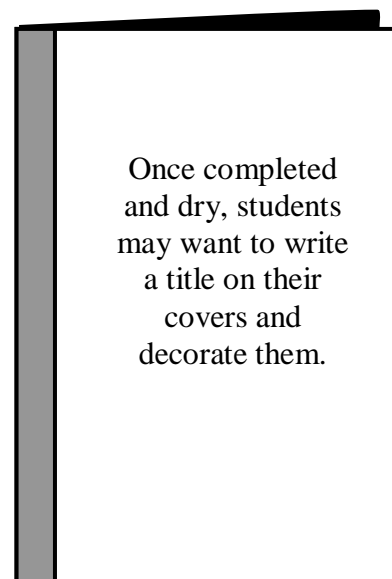 Once completed
and dry, students
may want to write
a title on their
covers and
decorate them.